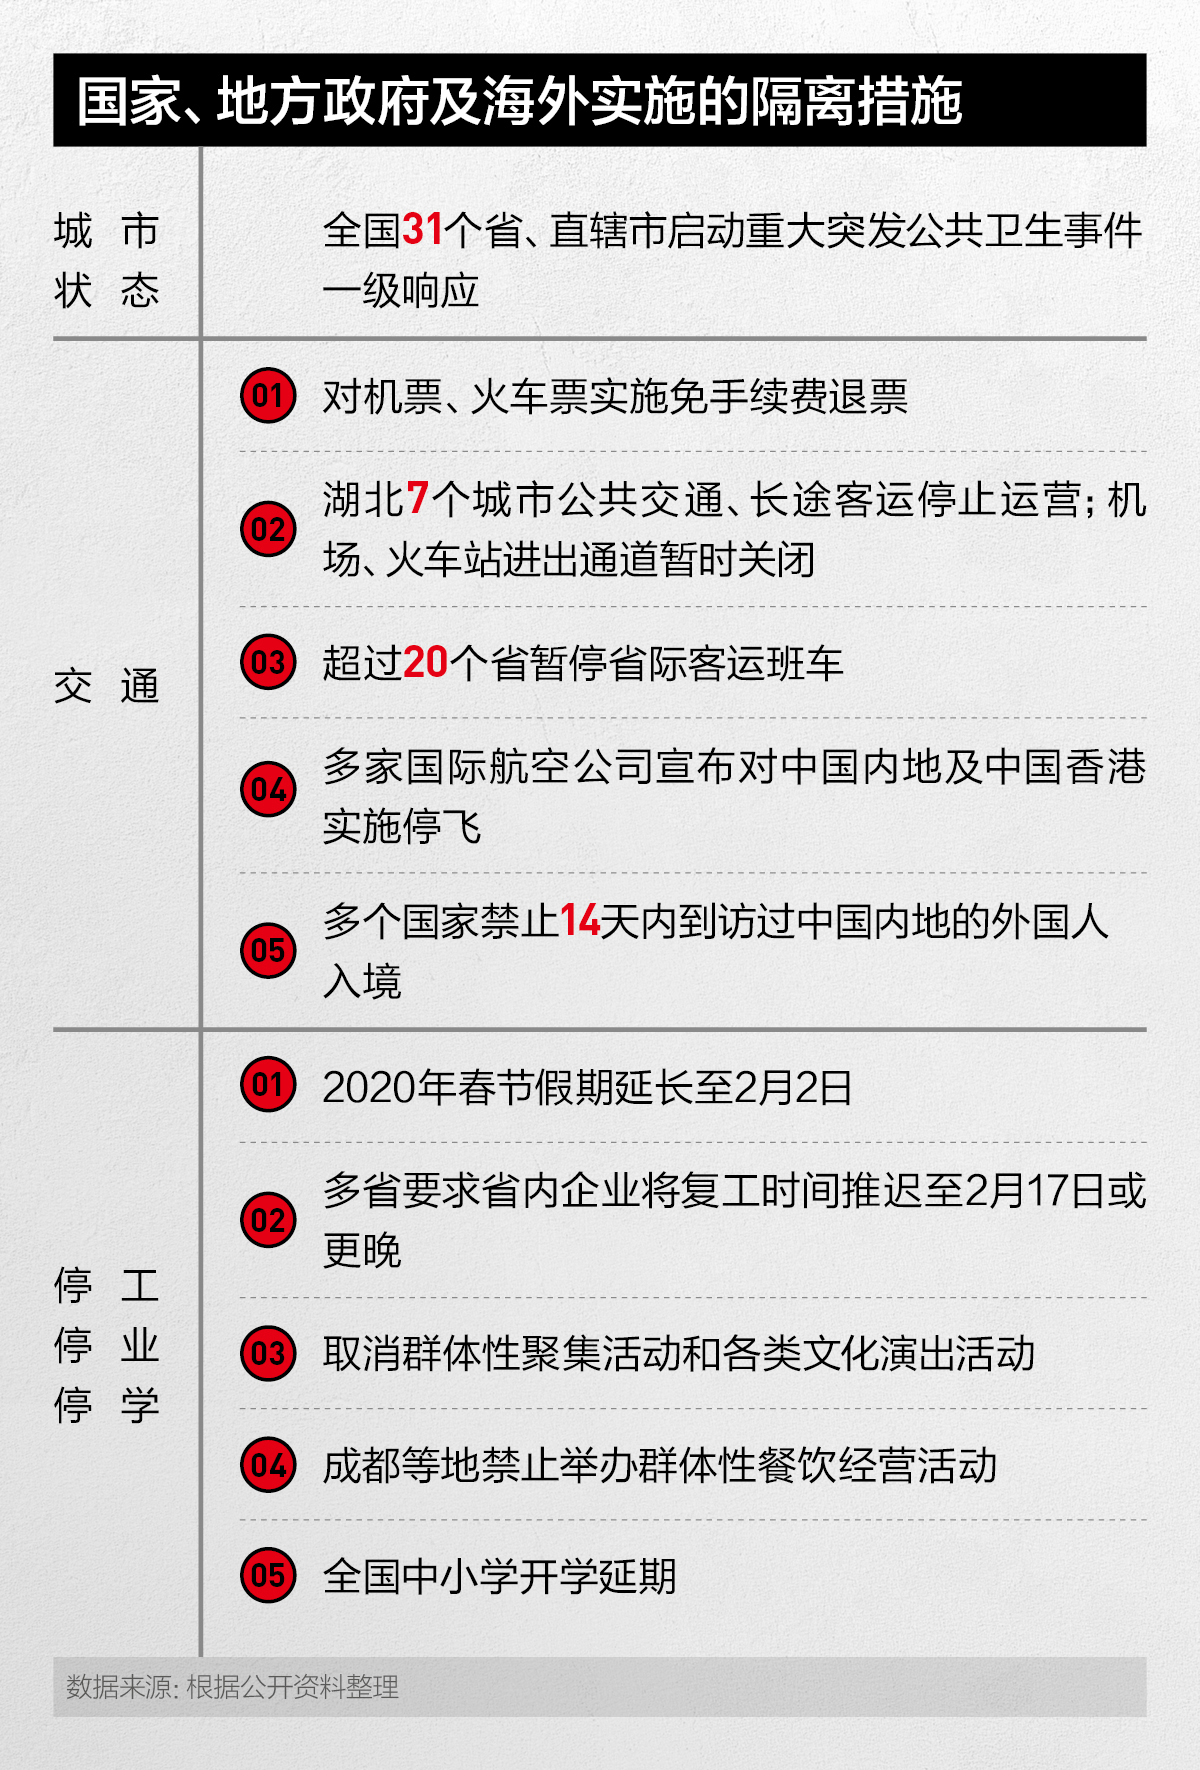 国家、地方政府及海外实施的隔离措施
城市
状态
全国31个省、直辖市启动重大突发公共卫生事件
一级响应
交通
01 对机票、火车票实施免手续费退票
02 湖北7个城市公共交通、长途客运停止运营；机
场、火车站进出通道暂时关闭
03 超过20个省暂停省际客运班车
04 多家国际航空公司宣布对中国内地及中国香港
实施停飞
05 多个国家禁止14天内到访过中国内地的外国人
入境
停工
停业
停学
01 2020年春节假期延长至2月2日
02 多省要求省内企业将复工时间推迟至2月17日或
更晚
03 取消群体性聚集活动和各类文化演出活动
04 成都等地禁止举办群体性餐饮经营活动
05 全国中小学开学延期
数据来源：根据公开资料整理